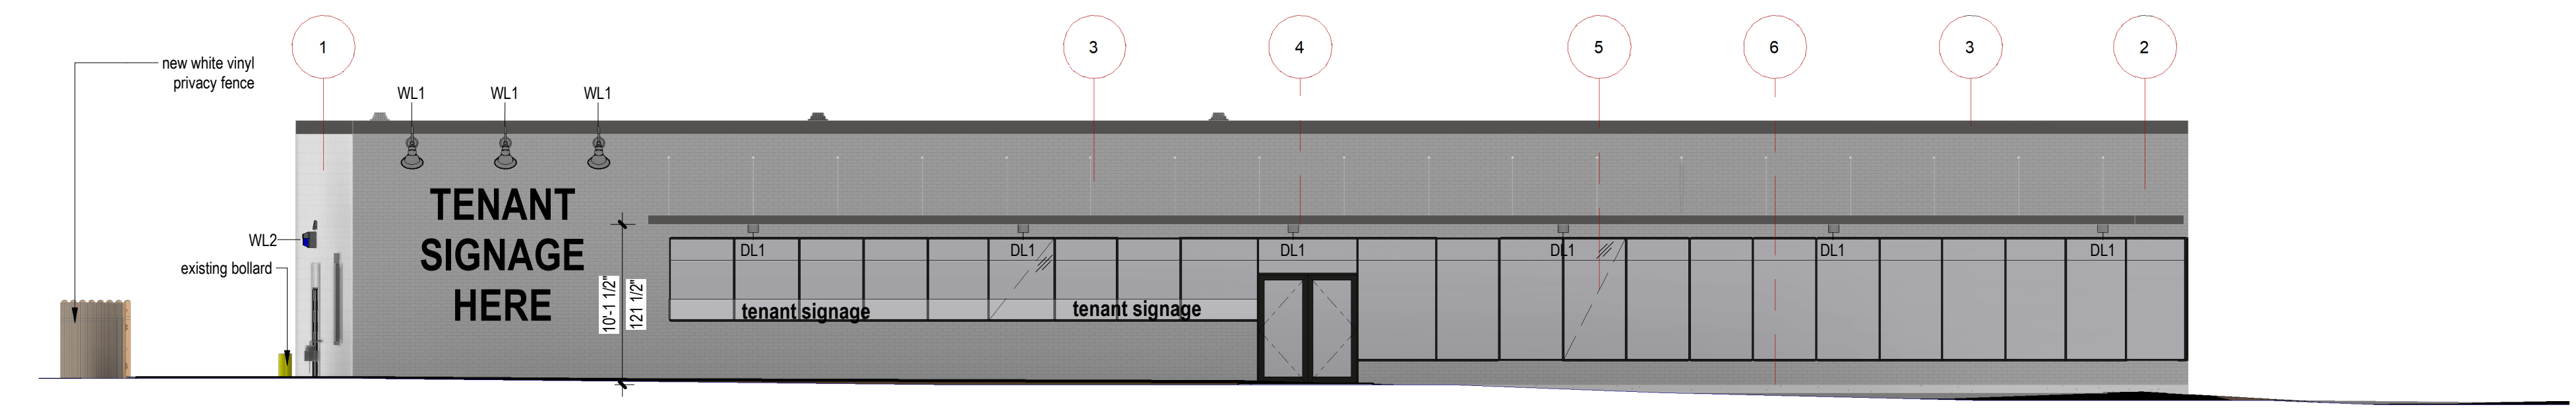 1
3
4
5
6
3
2
new white vinyl
privacy fence
WL1
WL1
WL1
TENANT
SIGNAGE
HERE
WL2
existing bollard
10'-1 1/2"
121 1/2"
DL1
DL1
DL1
DL1
DL1
DL1
tenant signage
tenant signage